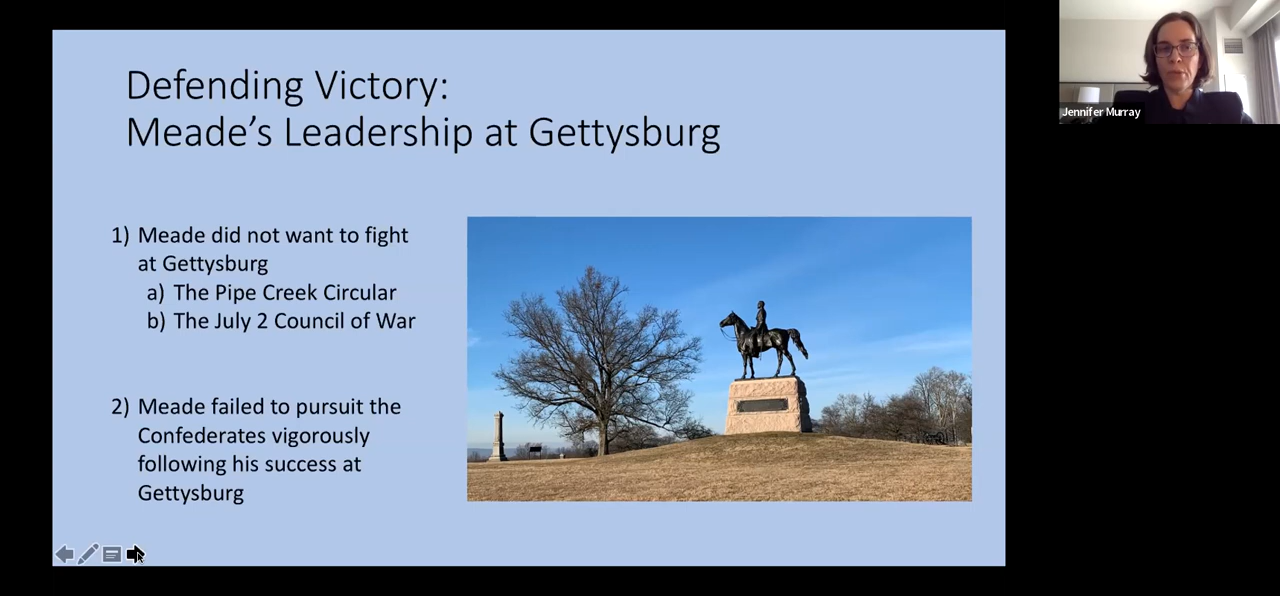 Defending Victory:
Meade’s Leadership at Gettysburg
1) Meade did not want to fight
at Gettysburg
a) The Pipe Creek Circular
b) The July 2 Council of War
2) Meade failed to pursuit the
Confederates vigorously
following his success at
Gettysburg
Jennifer Murray